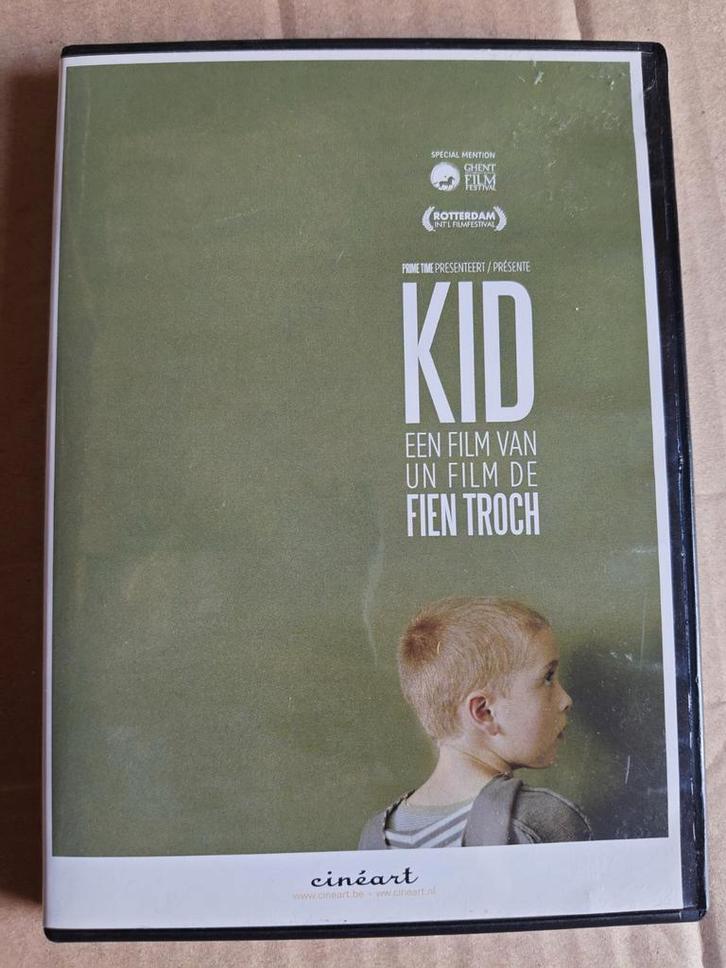 SPECIAL MENTION
GHENT
FILM
FESTIVAL
ROTTERDAM
INT'L FILMFESTIVAL
PRIME TIME PRESENTEERT / PRÉSENTE
KID
EEN FILM VAN
UN FILM DE
FIEN TROCH
cinéart
www.cineart.be - www.cineart.nl